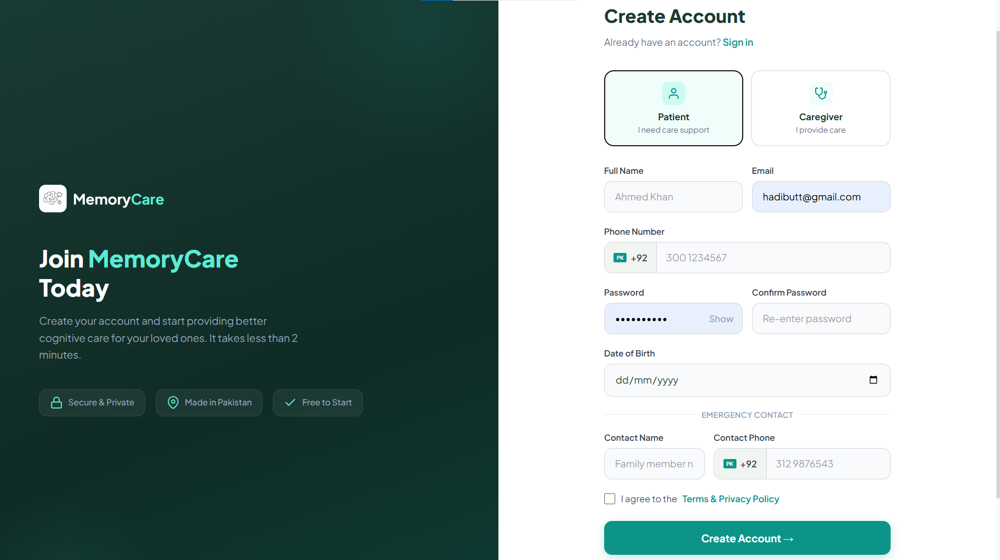 MemoryCare
Join MemoryCare
Today
Create your account and start providing better
cognitive care for your loved ones. It takes less than 2
minutes.
Secure & Private
Made in Pakistan
Free to Start
Create Account
Already have an account? Sign in
Patient
I need care support
Caregiver
I provide care
Full Name
Ahmed Khan
Email
hadibutt@gmail.com
Phone Number
PK +92 300 1234567
Password
•••••••••• Show
Confirm Password
Re-enter password
Date of Birth
dd/mm/yyyy
EMERGENCY CONTACT
Contact Name
Family member n
Contact Phone
PK +92 312 9876543
I agree to the Terms & Privacy Policy
Create Account →